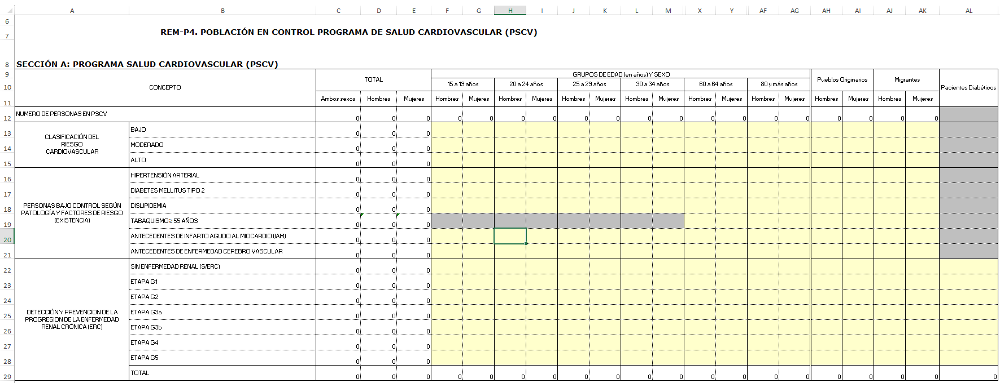 A B C D E F G H I J K L M X Y AF AG AH AI AJ AK AL
6
7 REM-P4. POBLACIÓN EN CONTROL PROGRAMA DE SALUD CARDIOVASCULAR (PSCV)
8 SECCIÓN A: PROGRAMA SALUD CARDIOVASCULAR (PSCV)
9 GRUPOS DE EDAD (en años) Y SEXO
10 CONCEPTO TOTAL 15 a 19 años 20 a 24 años 25 a 29 años 30 a 34 años 60 a 64 años 80 y más años Pueblos Originarios Migrantes Pacientes Diabéticos
11 Ambos sexos Hombres Mujeres Hombres Mujeres Hombres Mujeres Hombres Mujeres Hombres Mujeres Hombres Mujeres Hombres Mujeres Hombres Mujeres Hombres Mujeres
12 NUMERO DE PERSONAS EN PSCV 0 0 0 0 0 0 0 0 0 0 0 0 0 0 0 0 0 0 0
CLASIFICACIÓN DEL
RIESGO
CARDIOVASCULAR
13 BAJO 0 0 0
14 MODERADO 0 0 0
15 ALTO 0 0 0
PERSONAS BAJO CONTROL SEGÚN
PATOLOGÍA Y FACTORES DE RIESGO
(EXISTENCIA)
16 HIPERTENSIÓN ARTERIAL 0 0 0
17 DIABETES MELLITUS TIPO 2 0 0 0
18 DISLIPIDEMIA 0 0 0
19 TABAQUISMO ≥ 55 AÑOS 0 0 0
20 ANTECEDENTES DE INFARTO AGUDO AL MIOCARDIO (IAM) 0 0 0
21 ANTECEDENTES DE ENFERMEDAD CEREBRO VASCULAR 0 0 0
DETECCIÓN Y PREVENCION DE LA
PROGRESION DE LA ENFERMEDAD
RENAL CRÓNICA (ERC)
22 SIN ENFERMEDAD RENAL (S/ERC) 0 0 0
23 ETAPA G1 0 0 0
24 ETAPA G2 0 0 0
25 ETAPA G3a 0 0 0
26 ETAPA G3b 0 0 0
27 ETAPA G4 0 0 0
28 ETAPA G5 0 0 0
29 TOTAL 0 0 0 0 0 0 0 0 0 0 0 0 0 0 0 0 0 0 0 0